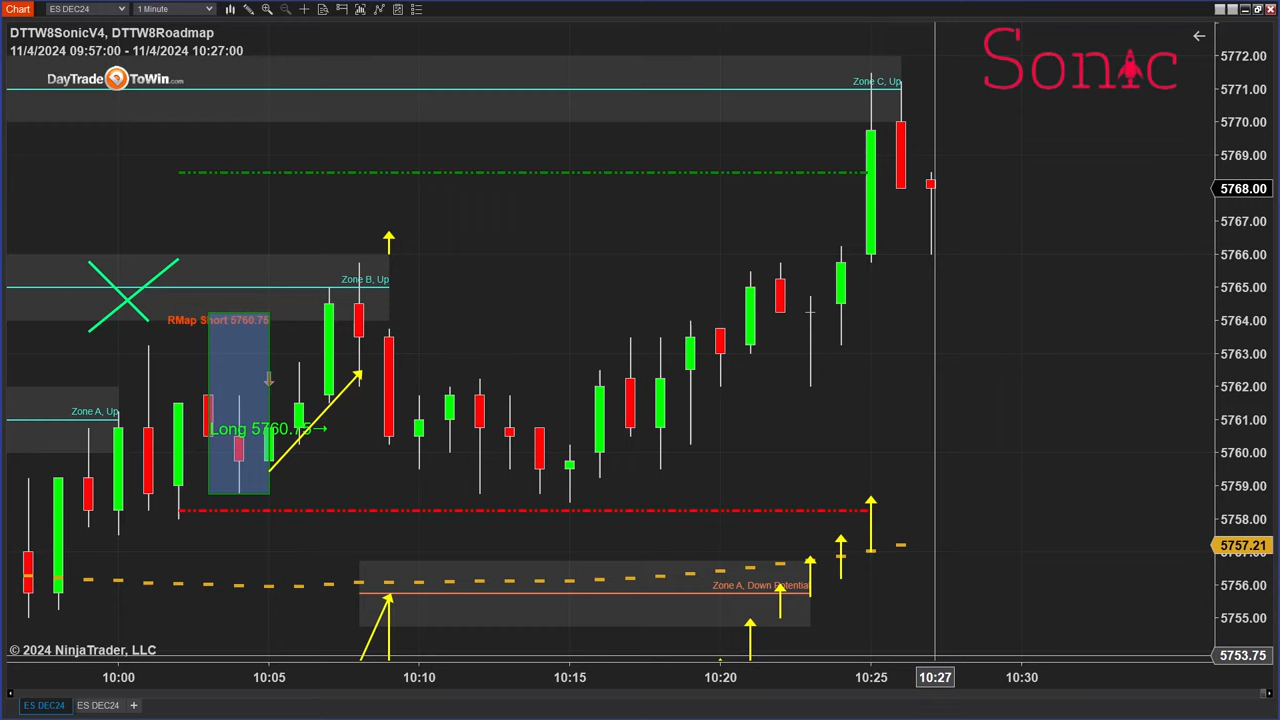 Chart
ES DEC24
1 Minute
DTTW8SonicV4, DTTW8Roadmap
11/4/2024 09:57:00 - 11/4/2024 10:27:00
DayTradeToWin.com
Sonic
Zone C, Up
Zone B, Up
RMap Short 5760.75
Zone A, Up
Long 5760.75→
Zone A, Down Potential
5772.00
5771.00
5770.00
5769.00
5768.00
5767.00
5766.00
5765.00
5764.00
5763.00
5762.00
5761.00
5760.00
5759.00
5758.00
5757.21
5756.00
5755.00
5753.75
© 2024 NinjaTrader, LLC
10:00 10:05 10:10 10:15 10:20 10:25 10:27 10:30
ES DEC24 ES DEC24 +